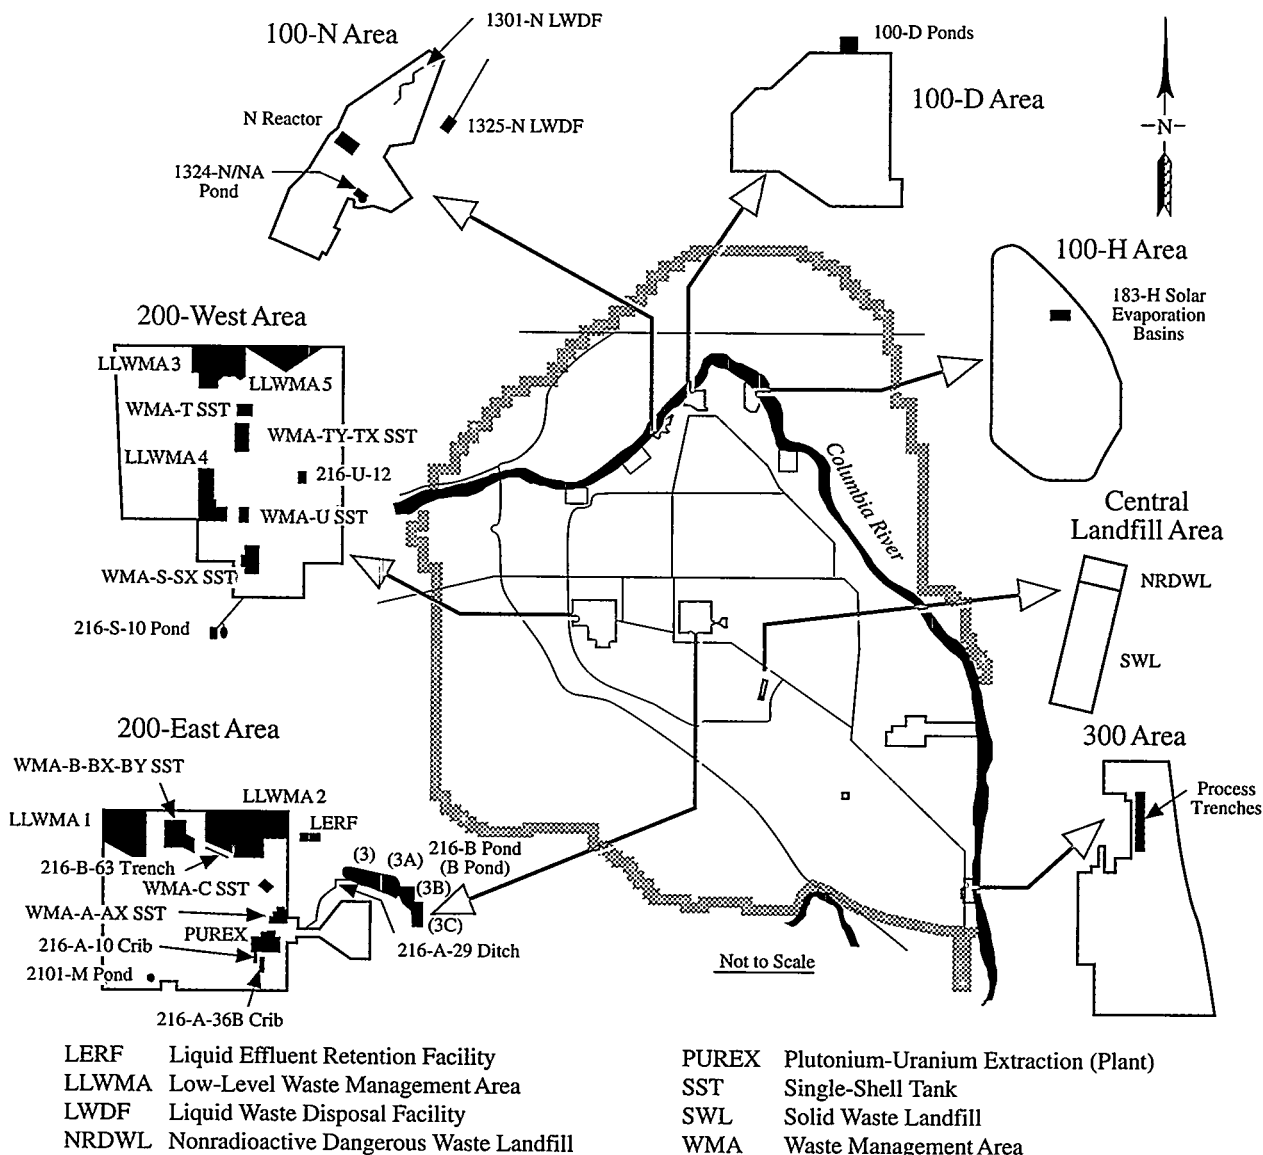 1301-N LWDF
100-N Area
N Reactor
1325-N LWDF
1324-N/NA
Pond
100-D Ponds
100-D Area
N
100-H Area
183-H Solar
Evaporation
Basins
200-West Area
LLWMA 3
LLWMA 5
WMA-T SST
WMA-TY-TX SST
LLWMA 4
216-U-12
WMA-U SST
WMA-S-SX SST
216-S-10 Pond
Columbia River
Central
Landfill Area
NRDWL
SWL
300 Area
Process
Trenches
200-East Area
WMA-B-BX-BY SST
LLWMA 2
LLWMA 1
LERF
216-B-63 Trench
WMA-C SST
(3)
(3A)
216-B Pond
(B Pond)
(3B)
(3C)
WMA-A-AX SST
PUREX
216-A-10 Crib
2101-M Pond
216-A-29 Ditch
216-A-36B Crib
Not to Scale
LERF Liquid Effluent Retention Facility
LLWMA Low-Level Waste Management Area
LWDF Liquid Waste Disposal Facility
NRDWL Nonradioactive Dangerous Waste Landfill
PUREX Plutonium-Uranium Extraction (Plant)
SST Single-Shell Tank
SWL Solid Waste Landfill
WMA Waste Management Area